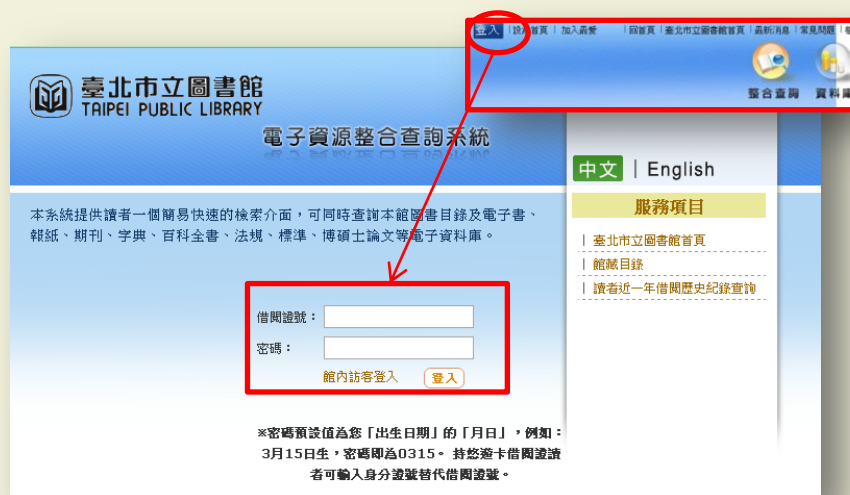 登入 | 設為首頁 | 加入最愛 | 回首頁 | 臺北市立圖書館首頁 | 最新消息 | 常見問題 |
整合查詢 資料庫
臺北市立圖書館
TAIPEI PUBLIC LIBRARY
電子資源整合查詢系統
中文 | English
本系統提供讀者一個簡易快速的檢索介面，可同時查詢本館圖書目錄及電子書、
報紙、期刊、字典、百科全書、法規、標準、博碩士論文等電子資料庫。
服務項目
| 臺北市立圖書館首頁
| 館藏目錄
| 讀者近一年借閱歷史紀錄查詢
借閱證號：
密碼：
館內訪客登入 登入
※密碼預設值為您「出生日期」的「月日」，例如：
3月15日生，密碼即為0315。持悠遊卡借閱證讀
者可輸入身分證號替代借閱證號。